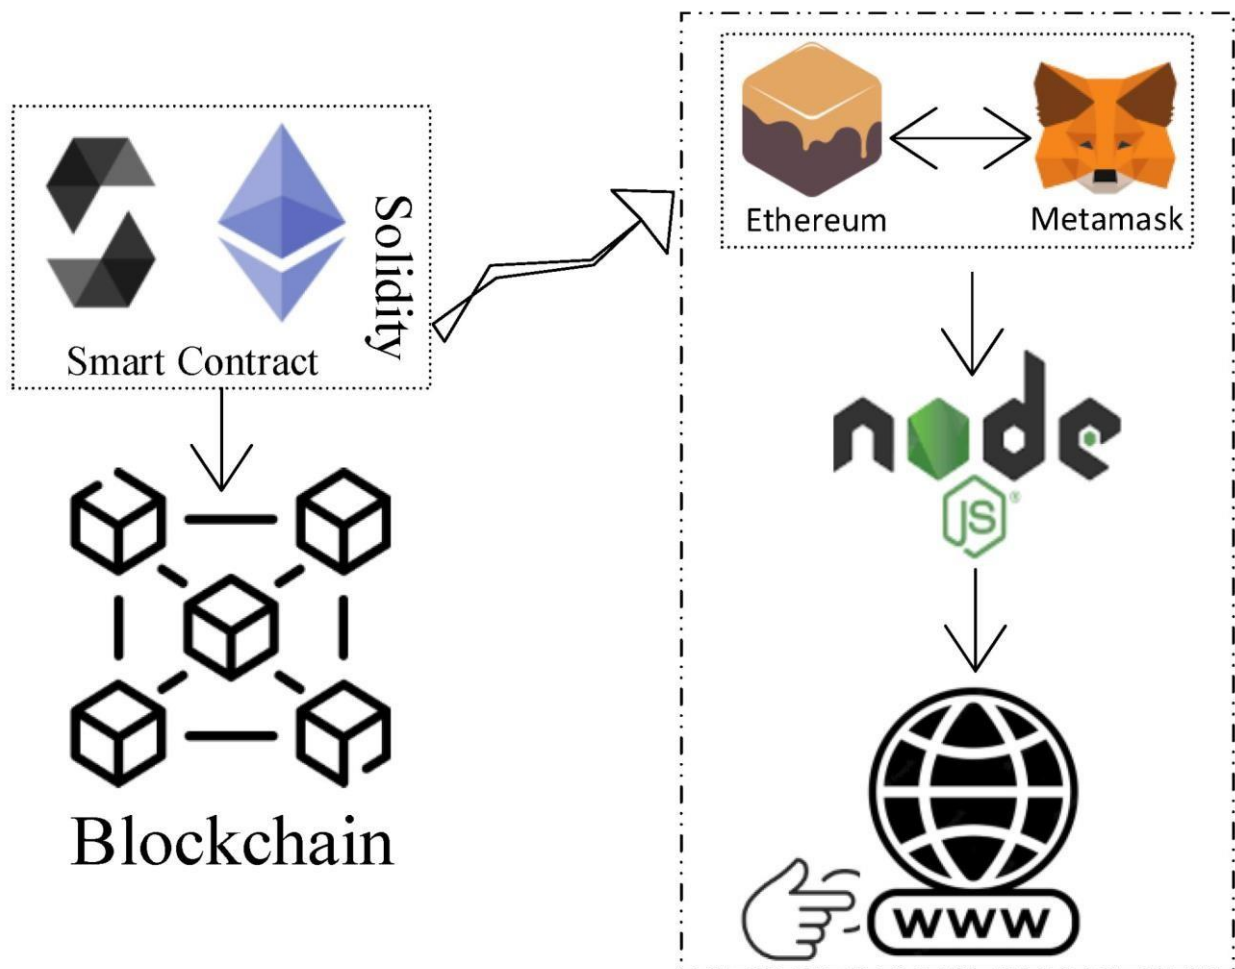 Smart Contract
Solidity
Blockchain
Ethereum
Metamask
node
JS®
WWW